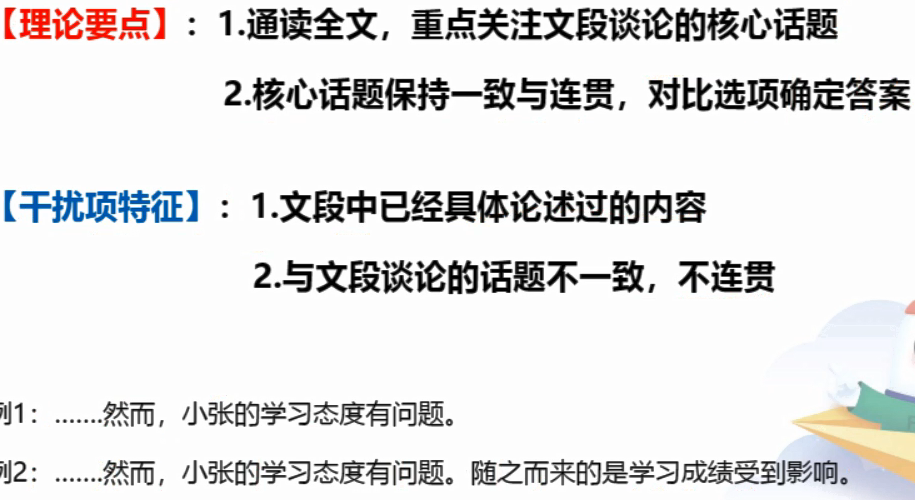 【理论要点】：1.通读全文，重点关注文段谈论的核心话题
2.核心话题保持一致与连贯，对比选项确定答案
【干扰项特征】：1.文段中已经具体论述过的内容
2.与文段谈论的话题不一致，不连贯
例1：.......然而，小张的学习态度有问题。
例2：.......然而，小张的学习态度有问题。随之而来的是学习成绩受到影响。